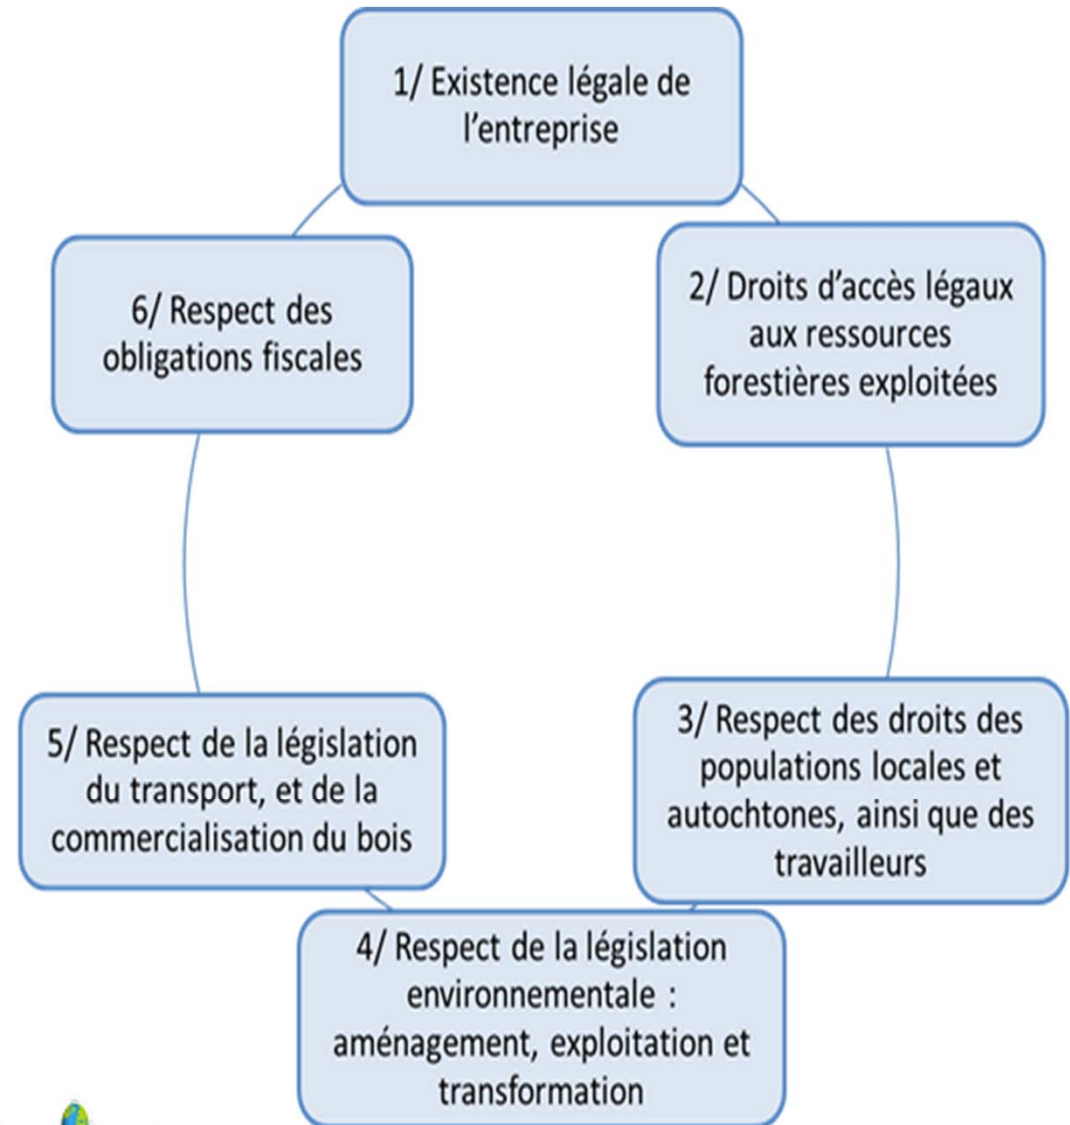 1/ Existence légale de
l'entreprise
2/ Droits d'accès légaux
aux ressources
forestières exploitées
3/ Respect des droits des
populations locales et
autochtones, ainsi que des
travailleurs
4/ Respect de la législation
environnementale :
aménagement, exploitation et
transformation
5/ Respect de la législation
du transport, et de la
commercialisation du bois
6/ Respect des
obligations fiscales